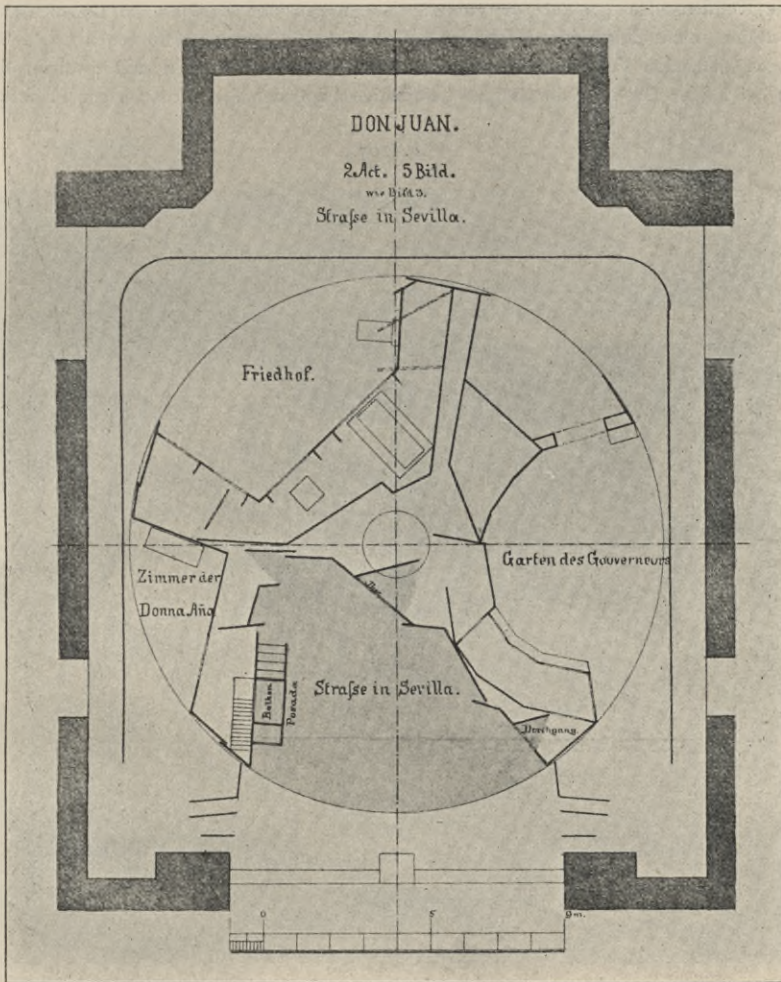 DON JUAN.
2.Act. 5 Bild.
wie Bild 3.
Straſse in Sevilla.
Friedhof.
Garten des Gouverneurs
Zimmer der
Donna.Aña
Straſse in Sevilla.
Balkon
Posada
Durchgang
0 5 9 m.